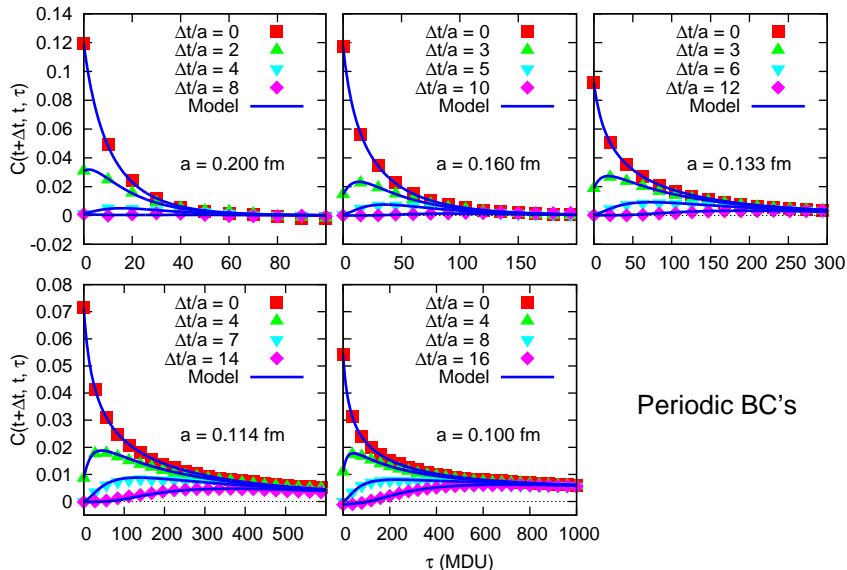 C(t+Δt, t, τ)
0.14
0.12
0.1
0.08
0.06
0.04
0.02
0
-0.02
0 20 40 60 80
Δt/a = 0
Δt/a = 2
Δt/a = 4
Δt/a = 8
Model
a = 0.200 fm
0 50 100 150
Δt/a = 0
Δt/a = 3
Δt/a = 5
Δt/a = 10
Model
a = 0.160 fm
0 50 100 150 200 250 300
Δt/a = 0
Δt/a = 3
Δt/a = 6
Δt/a = 12
Model
a = 0.133 fm
C(t+Δt, t, τ)
0.08
0.07
0.06
0.05
0.04
0.03
0.02
0.01
0
0 100 200 300 400 500
Δt/a = 0
Δt/a = 4
Δt/a = 7
Δt/a = 14
Model
a = 0.114 fm
0 200 400 600 800 1000
Δt/a = 0
Δt/a = 4
Δt/a = 8
Δt/a = 16
Model
a = 0.100 fm
τ (MDU)
Periodic BC's